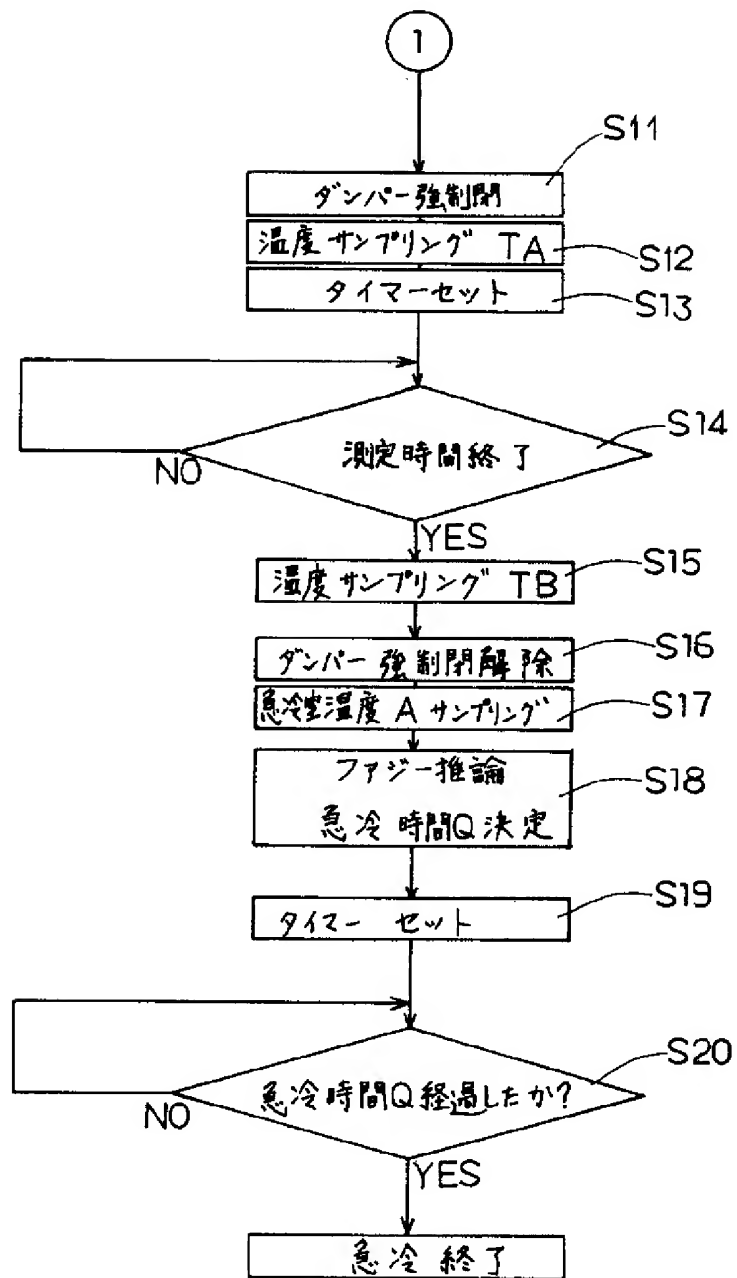 1
S11
ダンパー強制閉
温度サンプリング TA
S12
タイマーセット
S13
S14
測定時間終了
NO
YES
S15
温度サンプリング TB
S16
ダンパー強制閉解除
急冷室温度 A サンプリング
S17
ファジー推論
S18
急冷時間Q決定
S19
タイマー セット
S20
急冷時間Q経過したか?
NO
YES
急冷終了